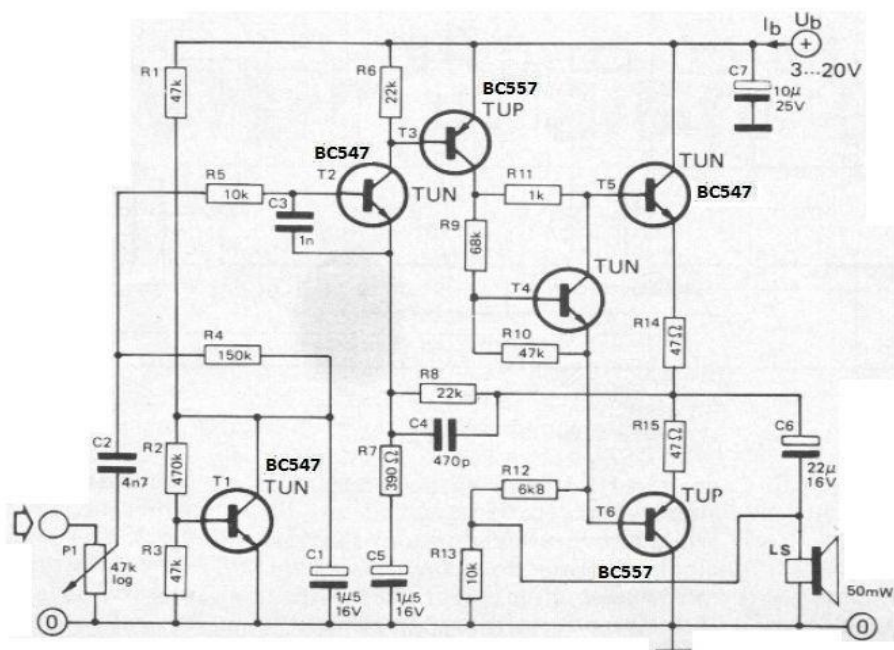 Ib Ub
+
3...20V
C7
10µ
25V
R1
47k
R6
22k
BC557
TUP
T3
BC547
T2
TUN
R5
10k
C3
1n
R11
1k
T5
TUN
BC547
R9
68k
TUN
T4
R10
47k
R14
47Ω
R4
150k
R8
22k
C4
470p
R15
47Ω
C6
22µ
16V
C2
4n7
R2
470k
BC547
TUN
T1
R7
390Ω
R12
6k8
TUP
T6
BC557
LS
50mW
P1
47k
log
R3
47k
C1
1µ5
16V
C5
1µ5
16V
R13
10k
0
0